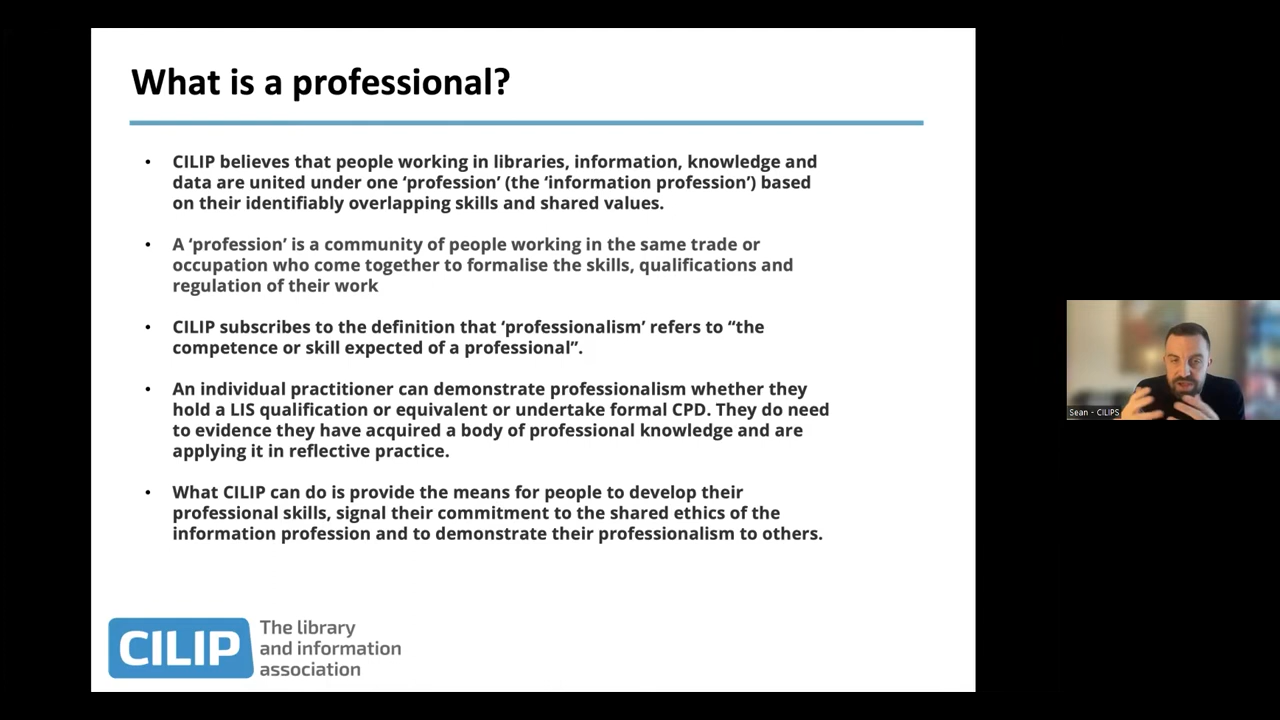 What is a professional?
• CILIP believes that people working in libraries, information, knowledge and
data are united under one ‘profession’ (the ‘information profession’) based
on their identifiably overlapping skills and shared values.
• A ‘profession’ is a community of people working in the same trade or
occupation who come together to formalise the skills, qualifications and
regulation of their work
• CILIP subscribes to the definition that ‘professionalism’ refers to “the
competence or skill expected of a professional”.
• An individual practitioner can demonstrate professionalism whether they
hold a LIS qualification or equivalent or undertake formal CPD. They do need
to evidence they have acquired a body of professional knowledge and are
applying it in reflective practice.
• What CILIP can do is provide the means for people to develop their
professional skills, signal their commitment to the shared ethics of the
information profession and to demonstrate their professionalism to others.
CILIP
The library
and information
association
Sean - CILIPS